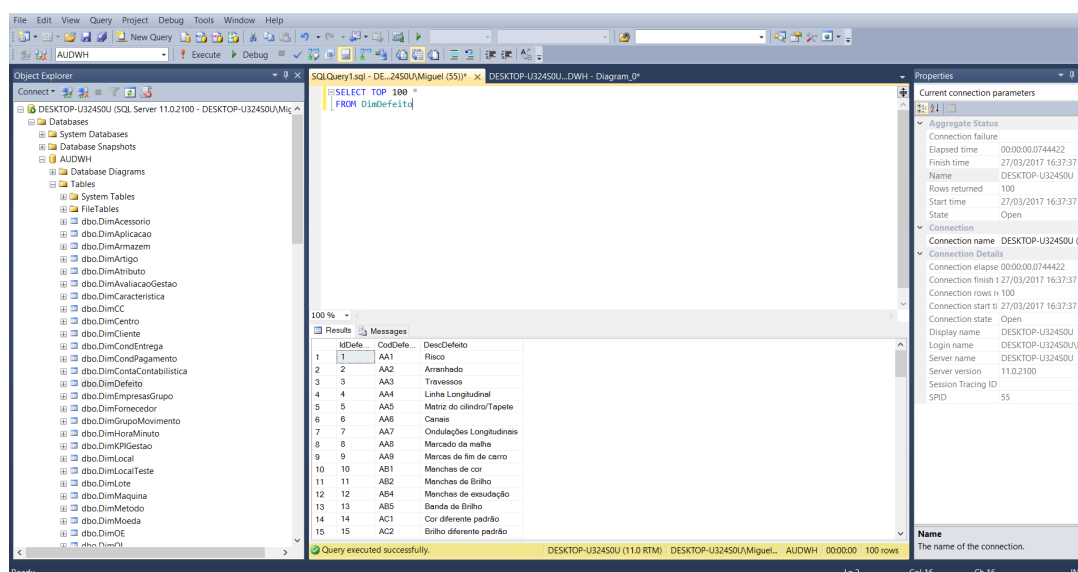 File Edit View Query Project Debug Tools Window Help
New Query
AUDWH Execute Debug
Object Explorer
Connect
DESKTOP-U324S0U (SQL Server 11.0.2100 - DESKTOP-U324S0U\Mig
Databases
System Databases
Database Snapshots
AUDWH
Database Diagrams
Tables
System Tables
FileTables
dbo.DimAcessorio
dbo.DimAplicacao
dbo.DimArmazem
dbo.DimArtigo
dbo.DimAtributo
dbo.DimAvaliacaoGestao
dbo.DimCaracteristica
dbo.DimCC
dbo.DimCentro
dbo.DimCliente
dbo.DimCondEntrega
dbo.DimCondPagamento
dbo.DimContaContabilistica
dbo.DimDefeito
dbo.DimEmpresasGrupo
dbo.DimFornecedor
dbo.DimGrupoMovimento
dbo.DimHoraMinuto
dbo.DimKPIGestao
dbo.DimLocal
dbo.DimLocalTeste
dbo.DimLote
dbo.DimMaquina
dbo.DimMetodo
dbo.DimMoeda
dbo.DimOE
dbo.DimOL
SQLQuery1.sql - DE...24S0U\Miguel (55))* DESKTOP-U324S0U...DWH - Diagram_0*
SELECT TOP 100 *
FROM DimDefeito
100 %
Results Messages
IdDefe... CodDefe... DescDefeito
1 1 AA1 Risco
2 2 AA2 Arranhado
3 3 AA3 Travessos
4 4 AA4 Linha Longitudinal
5 5 AA5 Matriz do cilindro/Tapete
6 6 AA6 Canais
7 7 AA7 Ondulações Longitudinais
8 8 AA8 Marcado da malha
9 9 AA9 Marcas de fim de carro
10 10 AB1 Manchas de cor
11 11 AB2 Manchas de Brilho
12 12 AB4 Manchas de exsudação
13 13 AB5 Banda de Brilho
14 14 AC1 Cor diferente padrão
15 15 AC2 Brilho diferente padrão
Query executed successfully. DESKTOP-U324S0U (11.0 RTM) DESKTOP-U324S0U\Miguel... AUDWH 00:00:00 100 rows
Properties
Current connection parameters
Aggregate Status
Connection failure
Elapsed time 00:00:00.0744422
Finish time 27/03/2017 16:37:37
Name DESKTOP-U324S0U
Rows returned 100
Start time 27/03/2017 16:37:37
State Open
Connection
Connection name DESKTOP-U324S0U (
Connection Details
Connection elapse 00:00:00.0744422
Connection finish t 27/03/2017 16:37:37
Connection rows re 100
Connection start ti 27/03/2017 16:37:37
Connection state Open
Display name DESKTOP-U324S0U
Login name DESKTOP-U324S0U\
Server name DESKTOP-U324S0U
Server version 11.0.2100
Session Tracing ID
SPID 55
Name
The name of the connection.